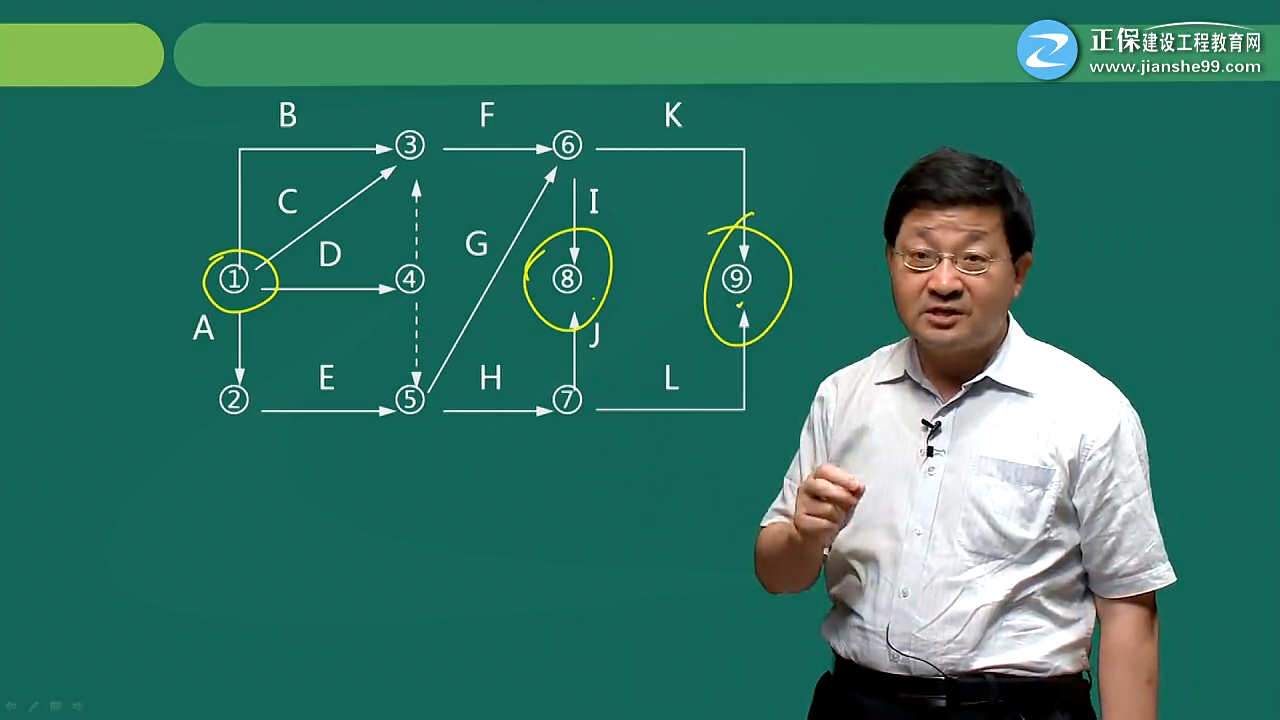 正保建设工程教育网
www.jianshe99.com
B F K
③ ⑥
C I
D G
① ④ ⑧ ⑨
A J
E H L
② ⑤ ⑦